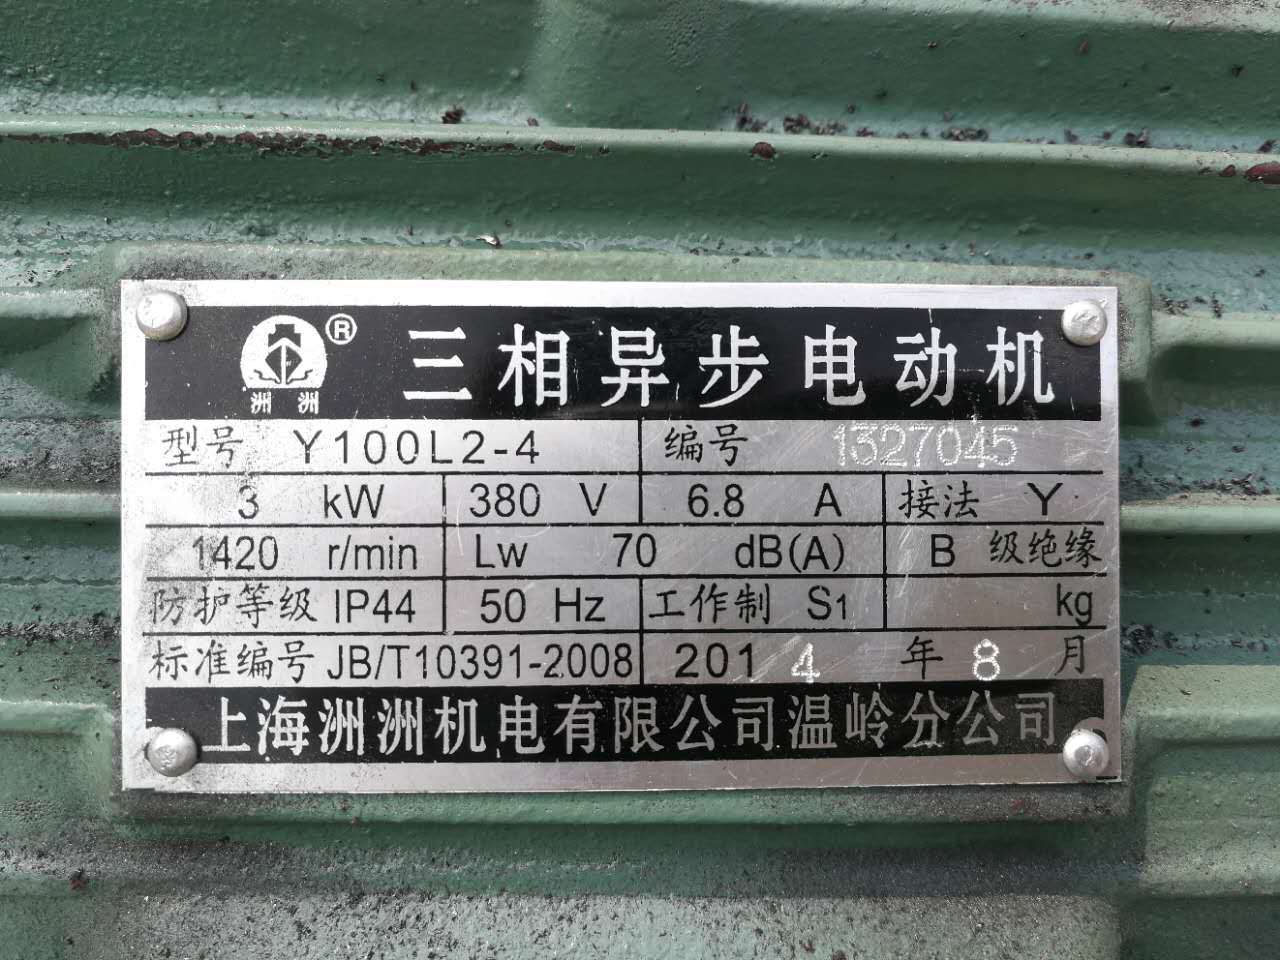 洲洲 ® 三相异步电动机
型号 Y100L2-4 编号 1327045
3 kW 380 V 6.8 A 接法 Y
1420 r/min Lw 70 dB(A) B 级绝缘
防护等级 IP44 50 Hz 工作制 S1 kg
标准编号 JB/T10391-2008 2014 年 8 月
上海洲洲机电有限公司温岭分公司